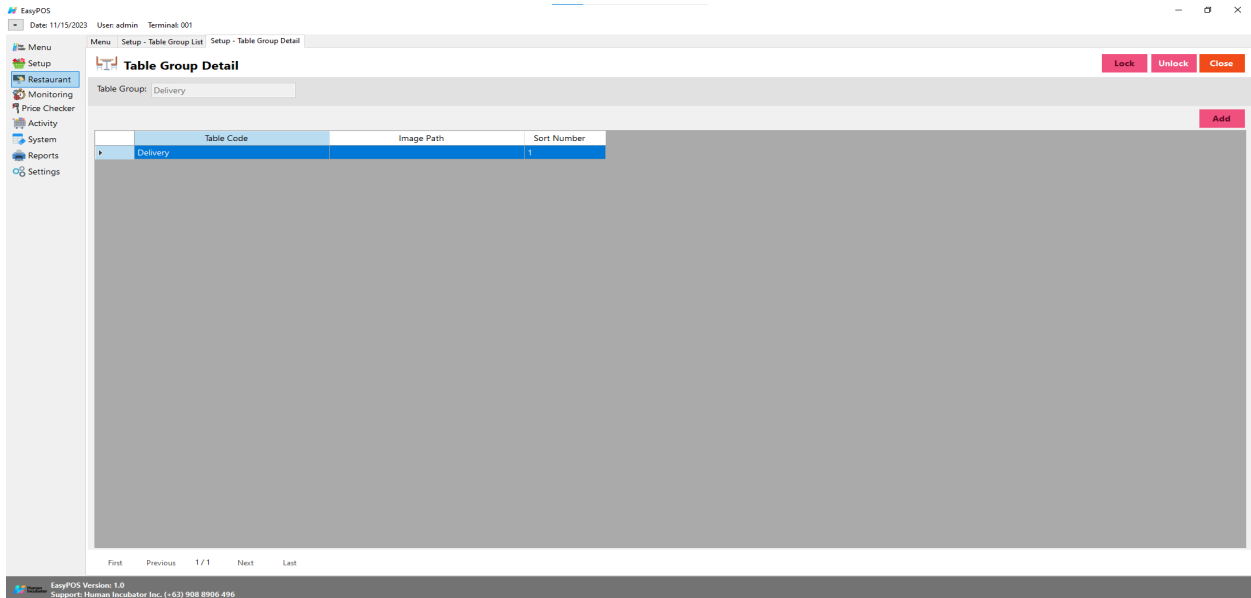 EasyPOS
Date: 11/15/2023 User: admin Terminal: 001
Menu
Setup
Restaurant
Monitoring
Price Checker
Activity
System
Reports
Settings
Menu Setup - Table Group List Setup - Table Group Detail
Table Group Detail
Lock Unlock Close
Table Group: Delivery
Add
Table Code Image Path Sort Number
Delivery 1
First Previous 1 / 1 Next Last
Human Incubator
EasyPOS Version: 1.0
Support: Human Incubator Inc. (+63) 908 8906 496